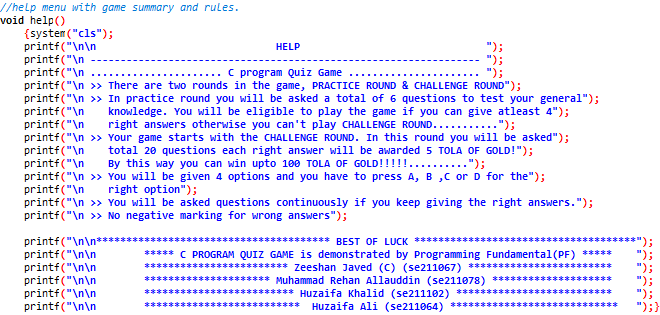 //help menu with game summary and rules.
void help()
{system("cls");
printf("\n\n HELP ");
printf("\n ----------------------------------------------------------------- ");
printf("\n ...................... C program Quiz Game ...................... ");
printf("\n >> There are two rounds in the game, PRACTICE ROUND & CHALLENGE ROUND");
printf("\n >> In practice round you will be asked a total of 6 questions to test your general");
printf("\n knowledge. You will be eligible to play the game if you can give atleast 4");
printf("\n right answers otherwise you can't play CHALLENGE ROUND...........");
printf("\n >> Your game starts with the CHALLENGE ROUND. In this round you will be asked");
printf("\n total 20 questions each right answer will be awarded 5 TOLA OF GOLD!");
printf("\n By this way you can win upto 100 TOLA OF GOLD!!!!!..........");
printf("\n >> You will be given 4 options and you have to press A, B ,C or D for the");
printf("\n right option");
printf("\n >> You will be asked questions continuously if you keep giving the right answers.");
printf("\n >> No negative marking for wrong answers");
printf("\n\n*************************************** BEST OF LUCK *************************************");
printf("\n\n ***** C PROGRAM QUIZ GAME is demonstrated by Programming Fundamental(PF) ***** ");
printf("\n\n ************************ Zeeshan Javed (C) (se211067) ************************ ");
printf("\n\n ********************* Muhammad Rehan Allauddin (se211078) ******************** ");
printf("\n\n ************************* Huzaifa Khalid (se211102) ************************** ");
printf("\n\n ************************** Huzaifa Ali (se211064) **************************** ");}